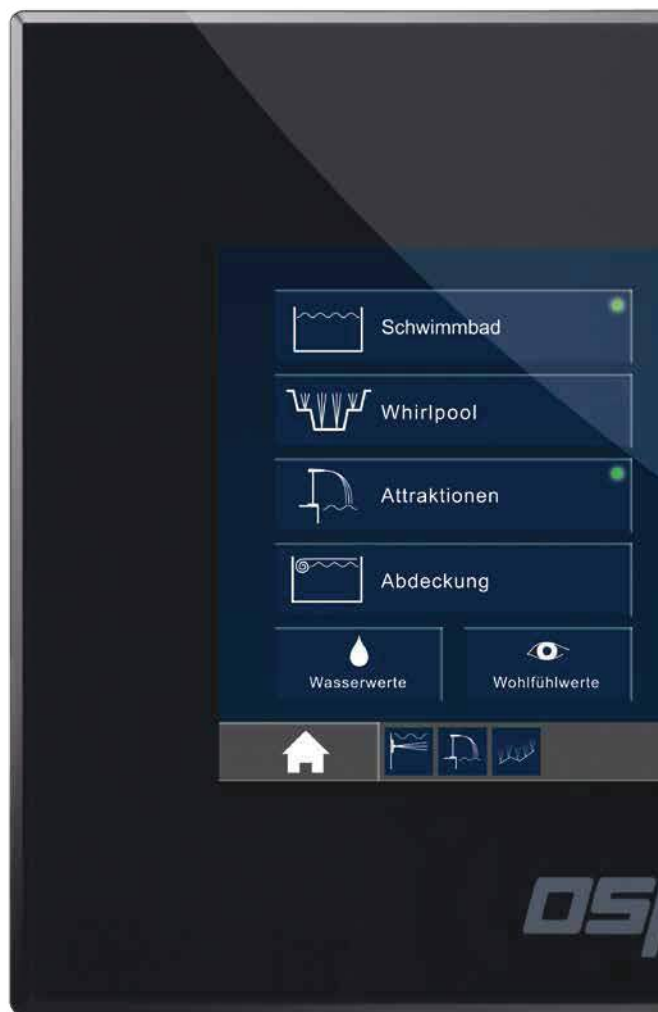 Schwimmbad
Whirlpool
Attraktionen
Abdeckung
Wasserwerte Wohlfühlwerte